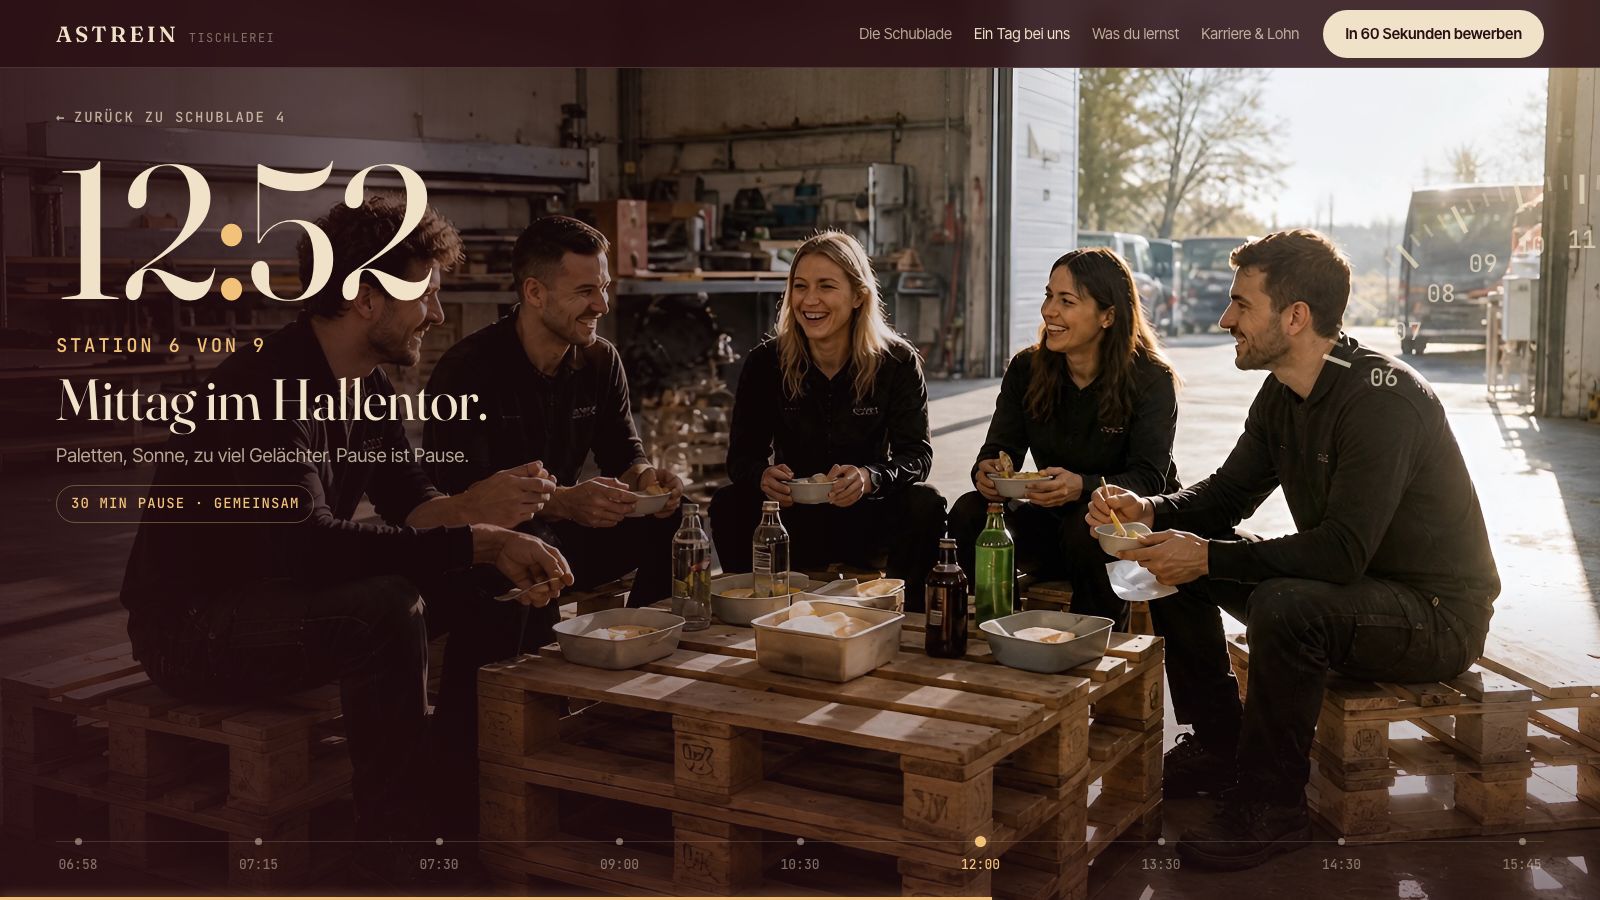 ASTREIN TISCHLEREI
Die Schublade
Ein Tag bei uns
Was du lernst
Karriere & Lohn
In 60 Sekunden bewerben
← ZURÜCK ZU SCHUBLADE 4
12:52
STATION 6 VON 9
Mittag im Hallentor.
Paletten, Sonne, zu viel Gelächter. Pause ist Pause.
30 MIN PAUSE · GEMEINSAM
11
10
09
08
07
06
06:58
07:15
07:30
09:00
10:30
12:00
13:30
14:30
15:45